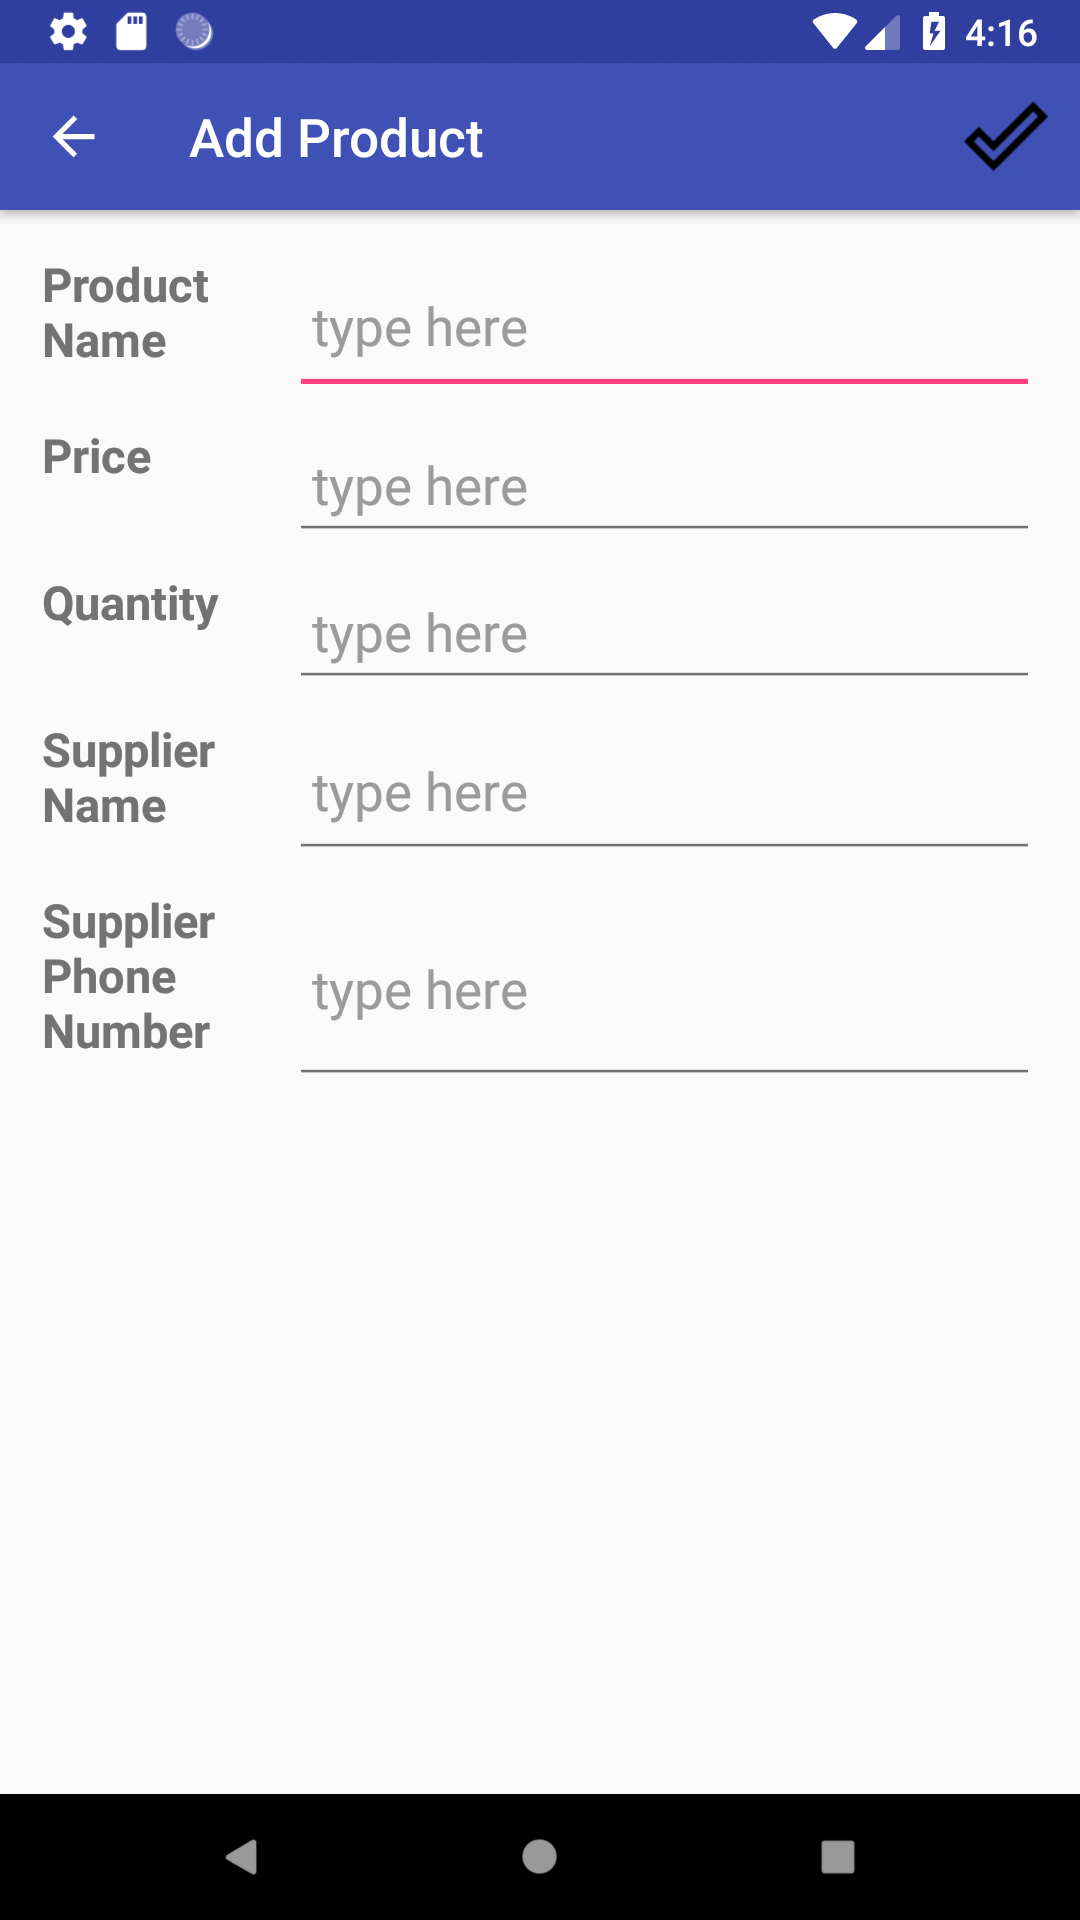 4:16
Add Product
Product
Name
type here
Price
type here
Quantity
type here
Supplier
Name
type here
Supplier
Phone
Number
type here